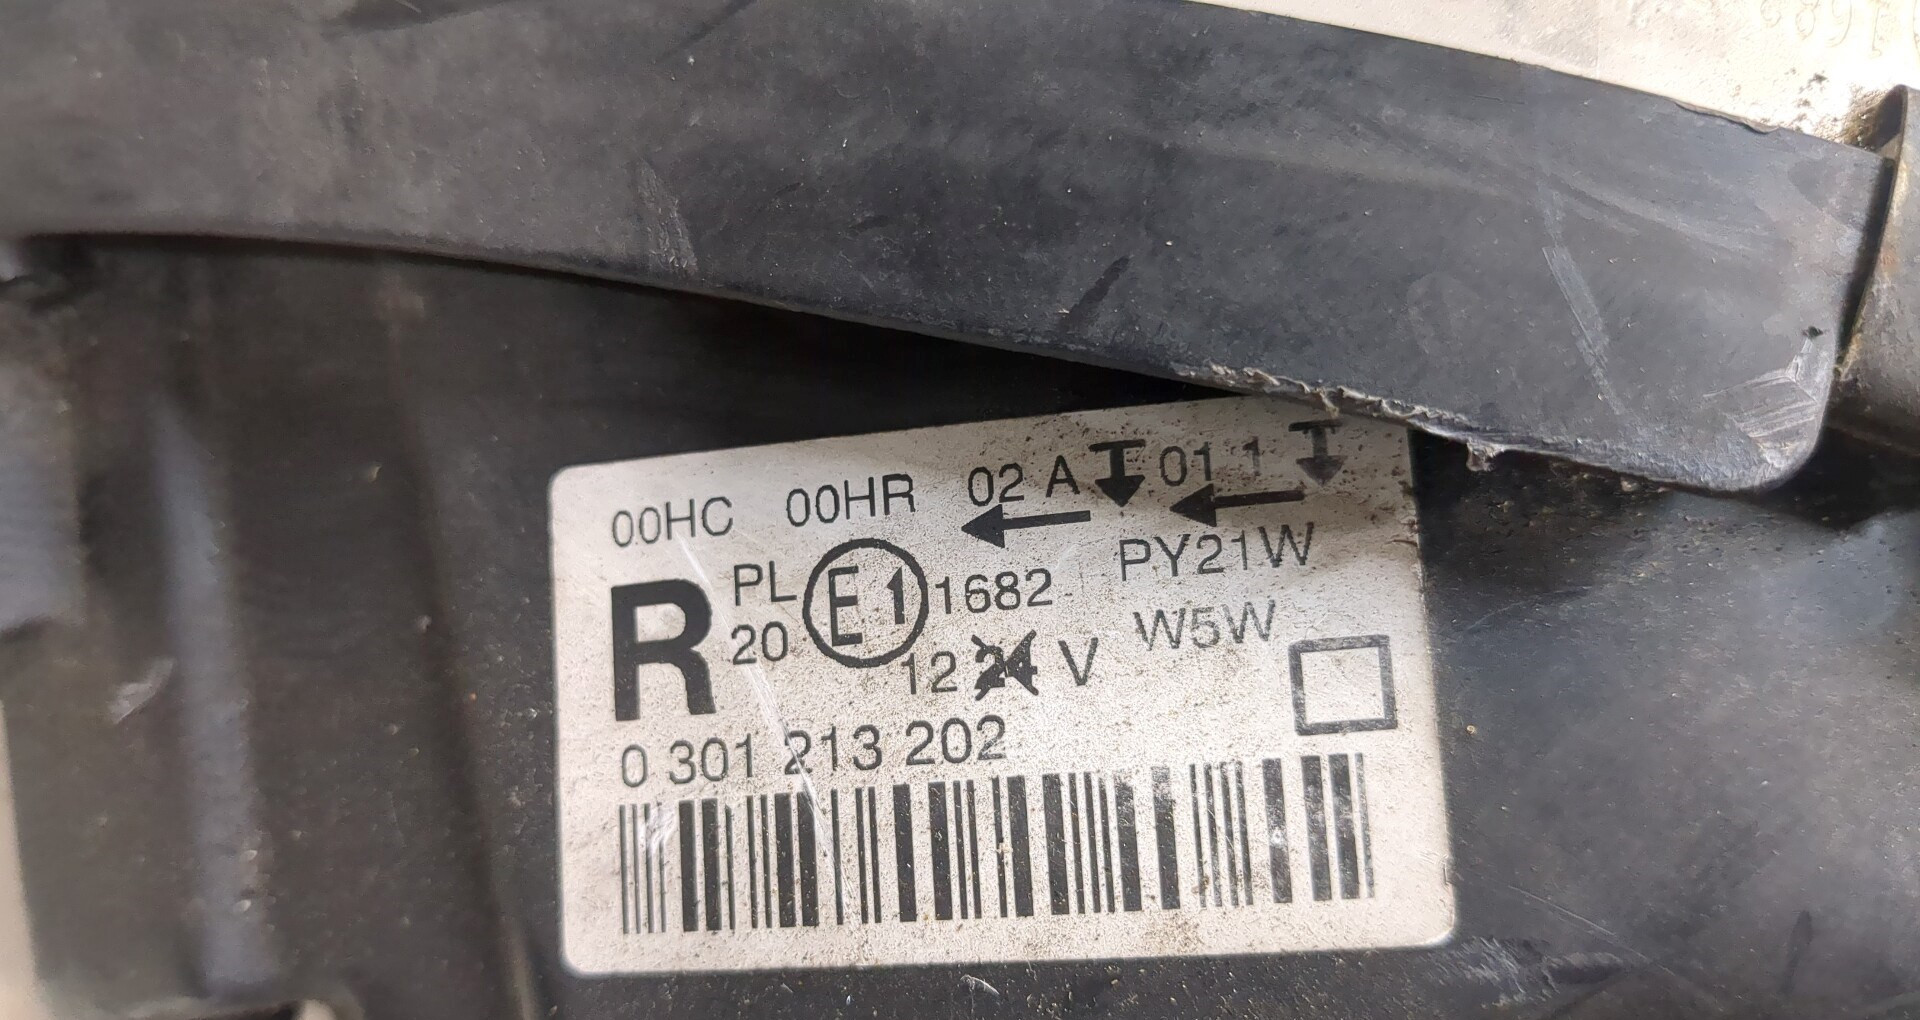 00HC 00HR 02 A 01 1
R PL E1 1682 PY21W
20 12 24 V W5W
0 301 213 202